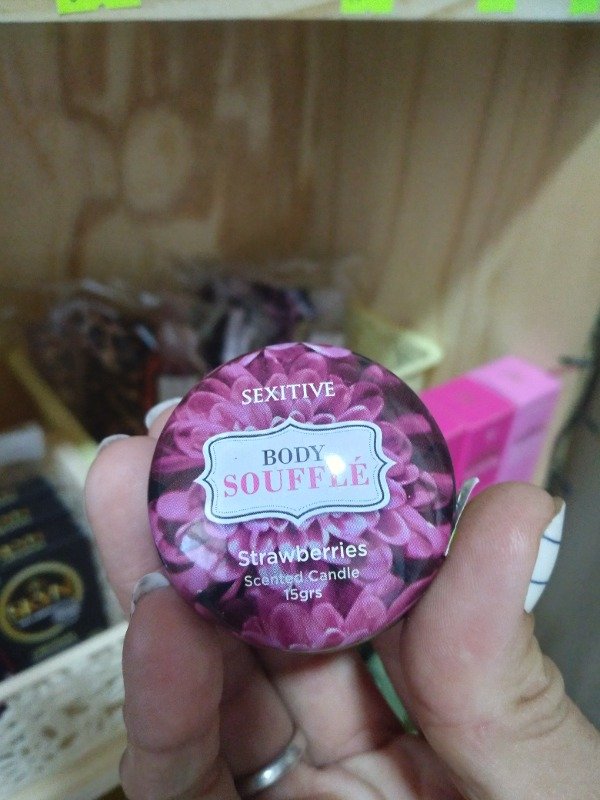 SEXITIVE
BODY
SOUFFLÉ
Strawberries
Scented Candle
15grs